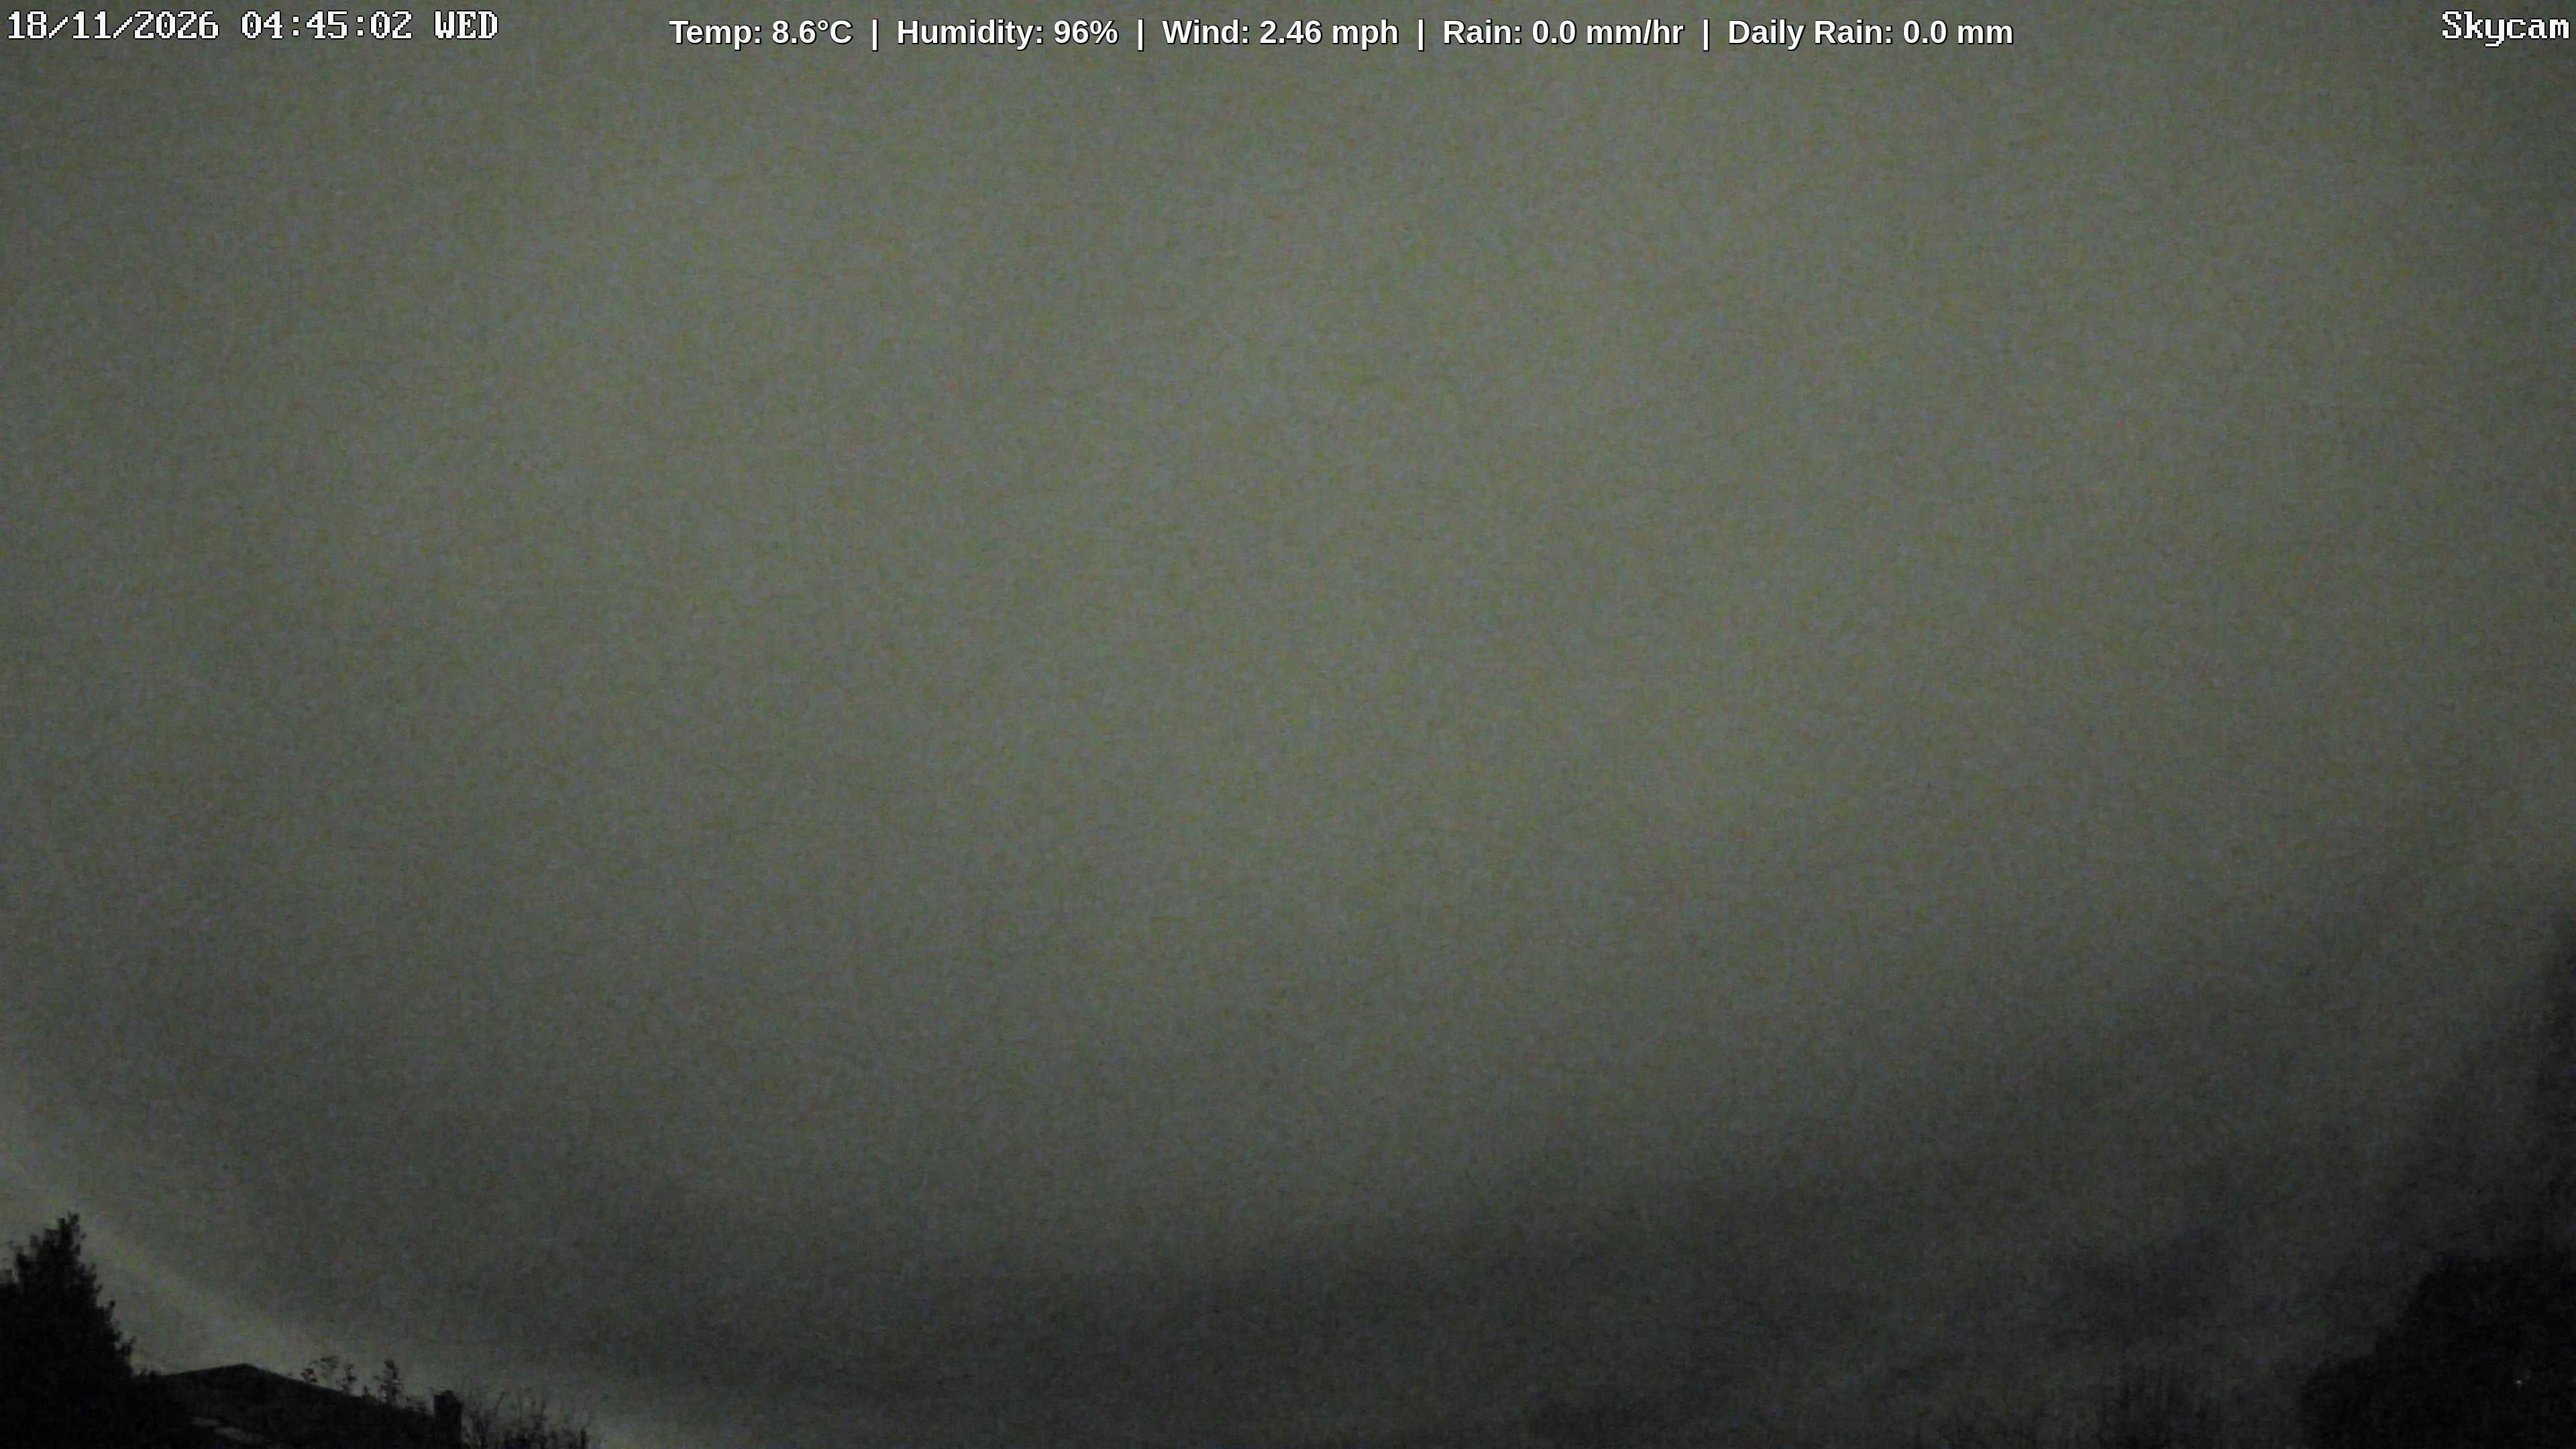 18/11/2026 04:45:02 WED
Temp: 8.6°C | Humidity: 96% | Wind: 2.46 mph | Rain: 0.0 mm/hr | Daily Rain: 0.0 mm
Skycam